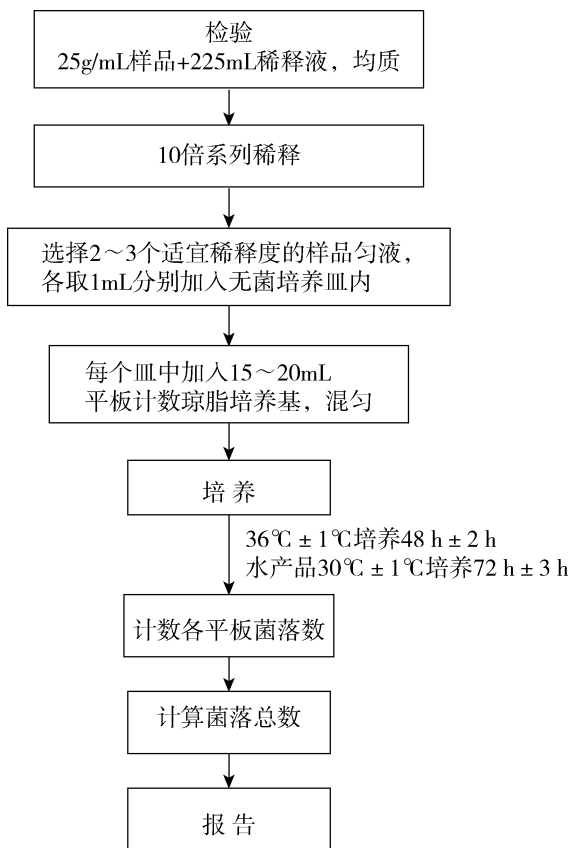 检验
25g/mL样品+225mL稀释液，均质
10倍系列稀释
选择2～3个适宜稀释度的样品匀液，
各取1mL分别加入无菌培养皿内
每个皿中加入15～20mL
平板计数琼脂培养基，混匀
培 养
36℃ ± 1℃培养48 h ± 2 h
水产品30℃ ± 1℃培养72 h ± 3 h
计数各平板菌落数
计算菌落总数
报 告